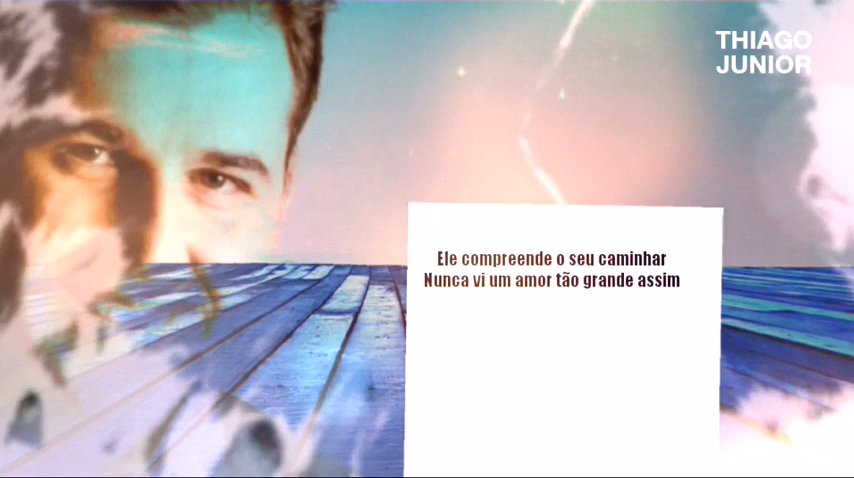 THIAGO
JUNIOR
Ele compreende o seu caminhar
Nunca vi um amor tão grande assim